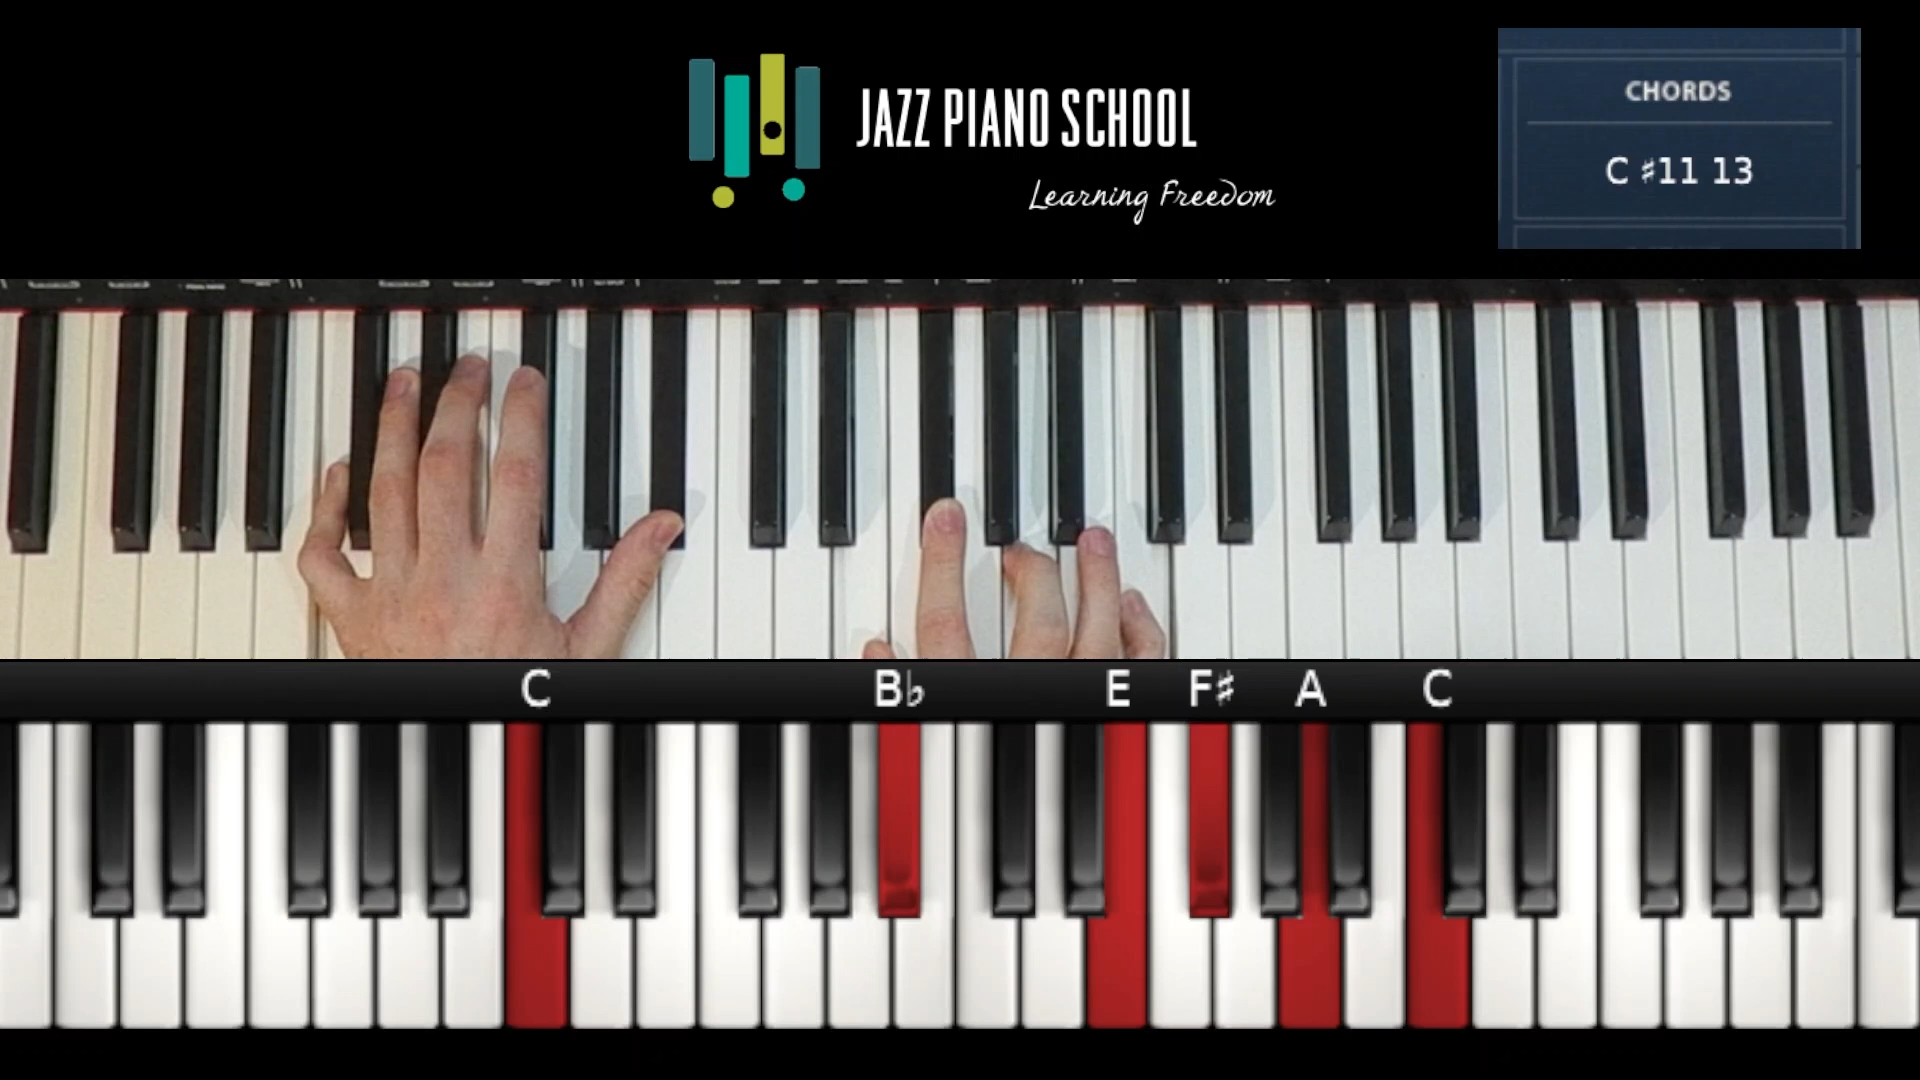 JAZZ PIANO SCHOOL
Learning Freedom
CHORDS
C ♯11 13
C B♭ E F♯ A C